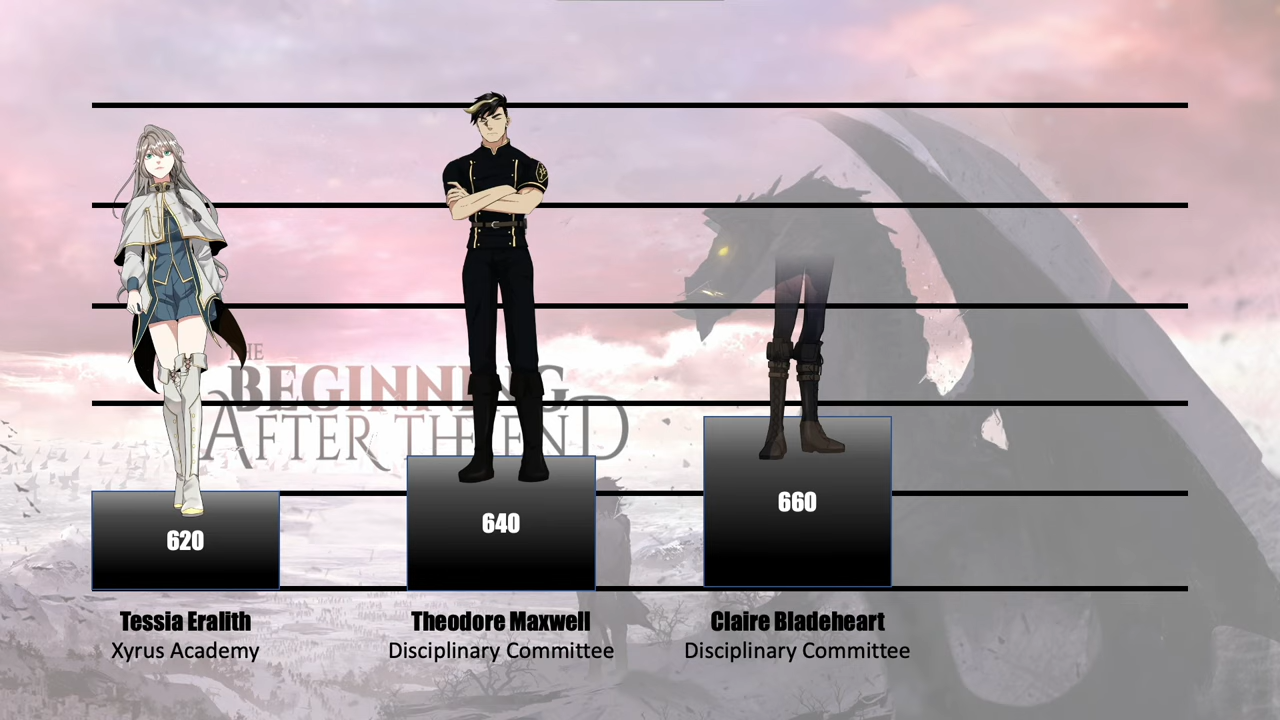 THE
BEGINNING
AFTER THE END
620
640
660
Tessia Eralith
Xyrus Academy
Theodore Maxwell
Disciplinary Committee
Claire Bladeheart
Disciplinary Committee